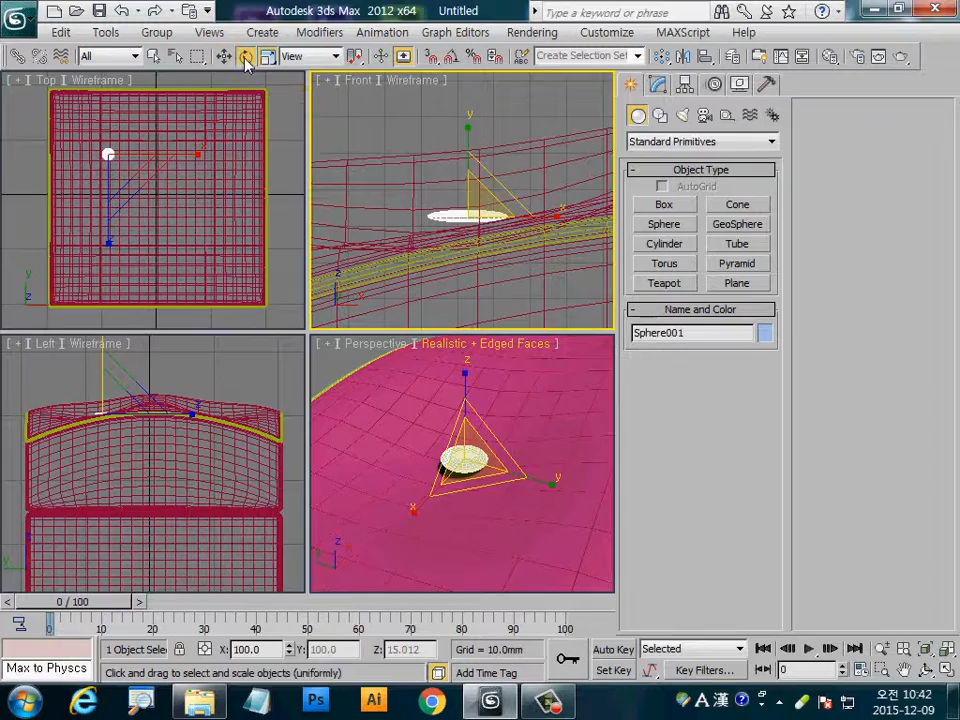 Autodesk 3ds Max 2012 x64 Untitled
Type a keyword or phrase
Edit Tools Group Views Create Modifiers Animation Graph Editors Rendering Customize MAXScript Help
All View Create Selection Set
[ + ] [ Top ] [ Wireframe ]
[ + ] [ Front ] [ Wireframe ]
y
x
z
x
x
z
y
z
[ + ] [ Left ] [ Wireframe ]
[ + ] [ Perspective ] [ Realistic + Edged Faces ]
z
y
x
z
y
Standard Primitives
- Object Type
AutoGrid
Box Cone
Sphere GeoSphere
Cylinder Tube
Torus Pyramid
Teapot Plane
- Name and Color
Sphere001
< 0 / 100 >
0 10 20 30 40 50 60 70 80 90 100
1 Object Sele X: 100.0 Y: 100.0 Z: 15.012 Grid = 10.0mm Auto Key Selected
Max to Physcs Click and drag to select and scale objects (uniformly) Add Time Tag Set Key Key Filters... 0
Ps Ai A 漢 오전 10:42
2015-12-09